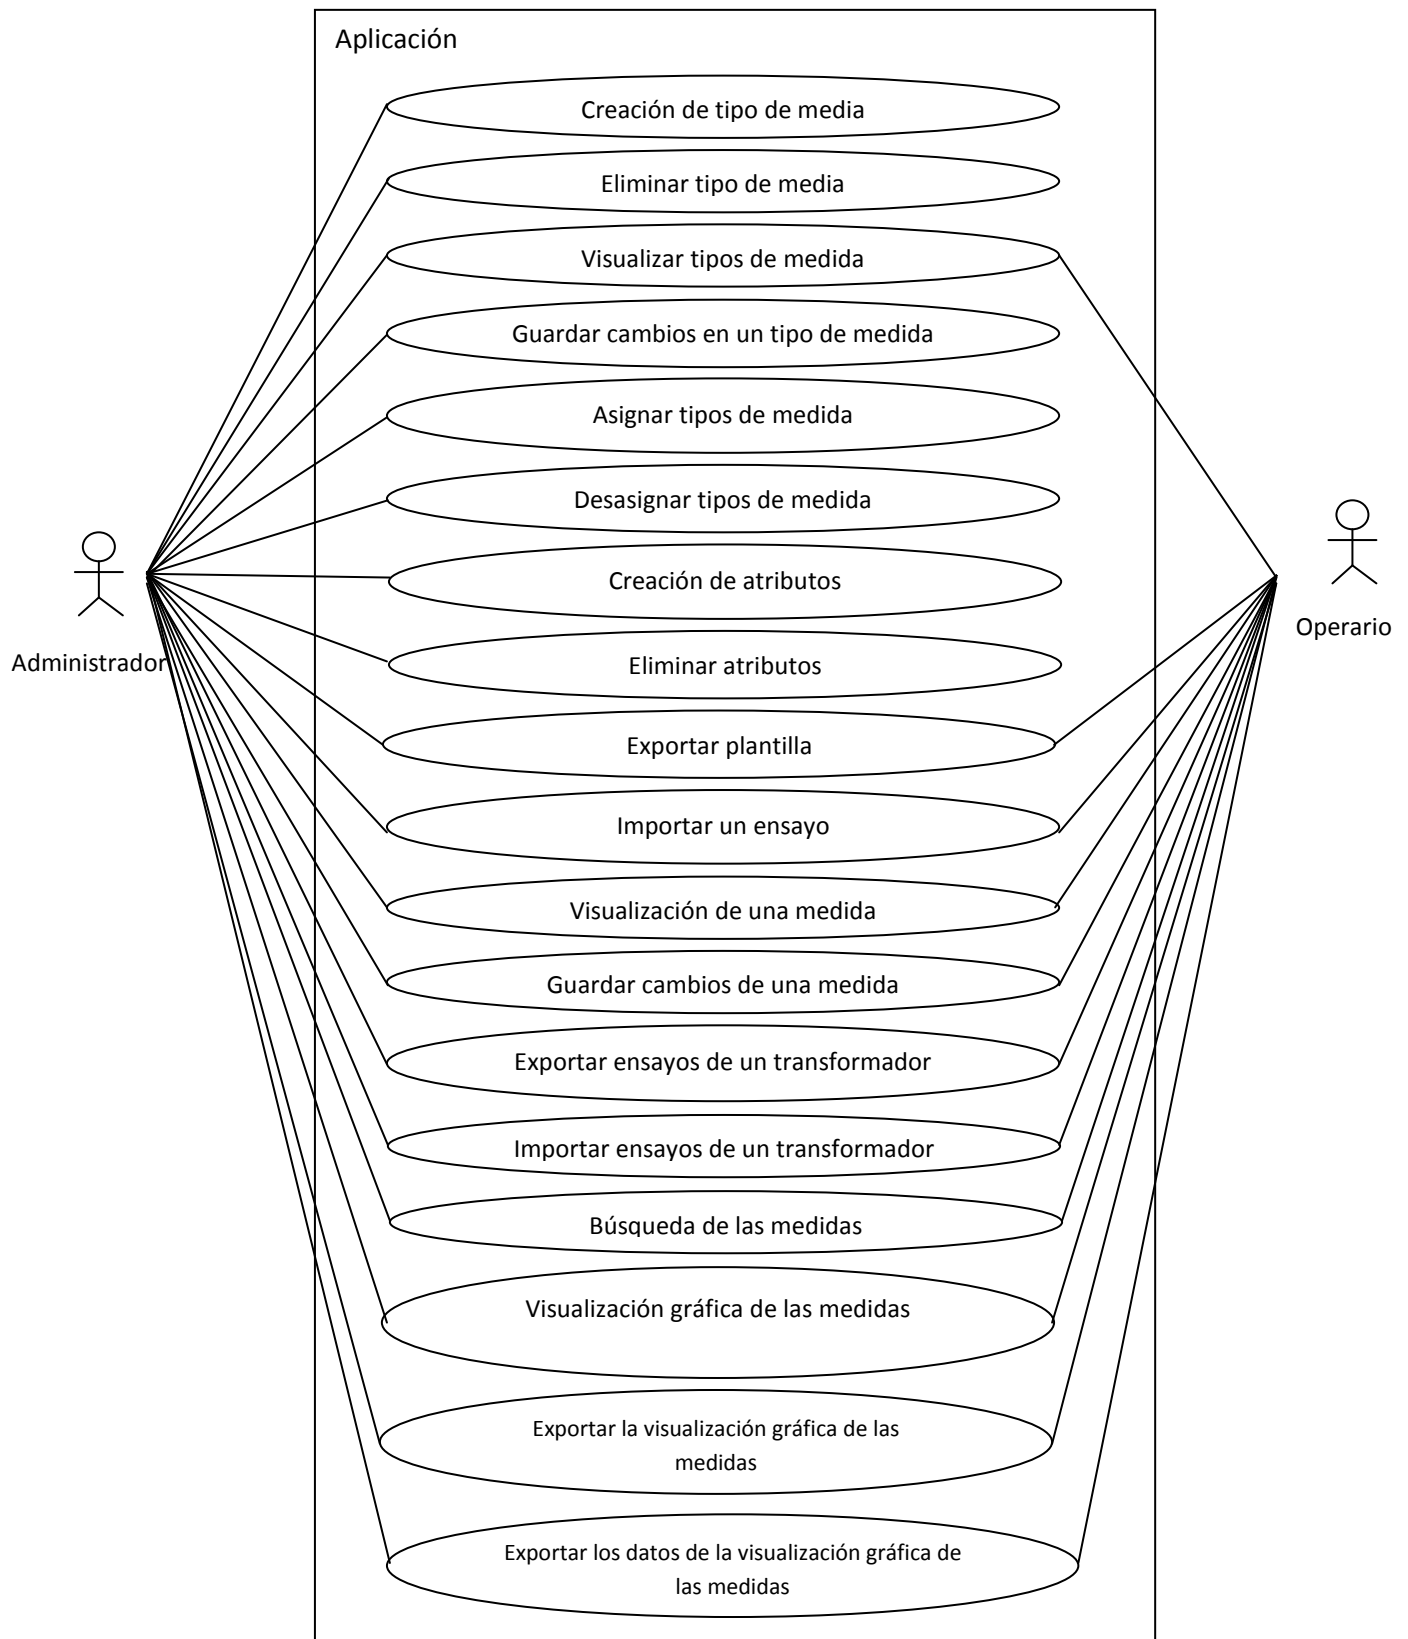 Aplicación
Creación de tipo de media
Eliminar tipo de media
Visualizar tipos de medida
Guardar cambios en un tipo de medida
Asignar tipos de medida
Desasignar tipos de medida
Creación de atributos
Operario
Administrador
Eliminar atributos
Exportar plantilla
Importar un ensayo
Visualización de una medida
Guardar cambios de una medida
Exportar ensayos de un transformador
Importar ensayos de un transformador
Búsqueda de las medidas
Visualización gráfica de las medidas
Exportar la visualización gráfica de las
medidas
Exportar los datos de la visualización gráfica de
las medidas